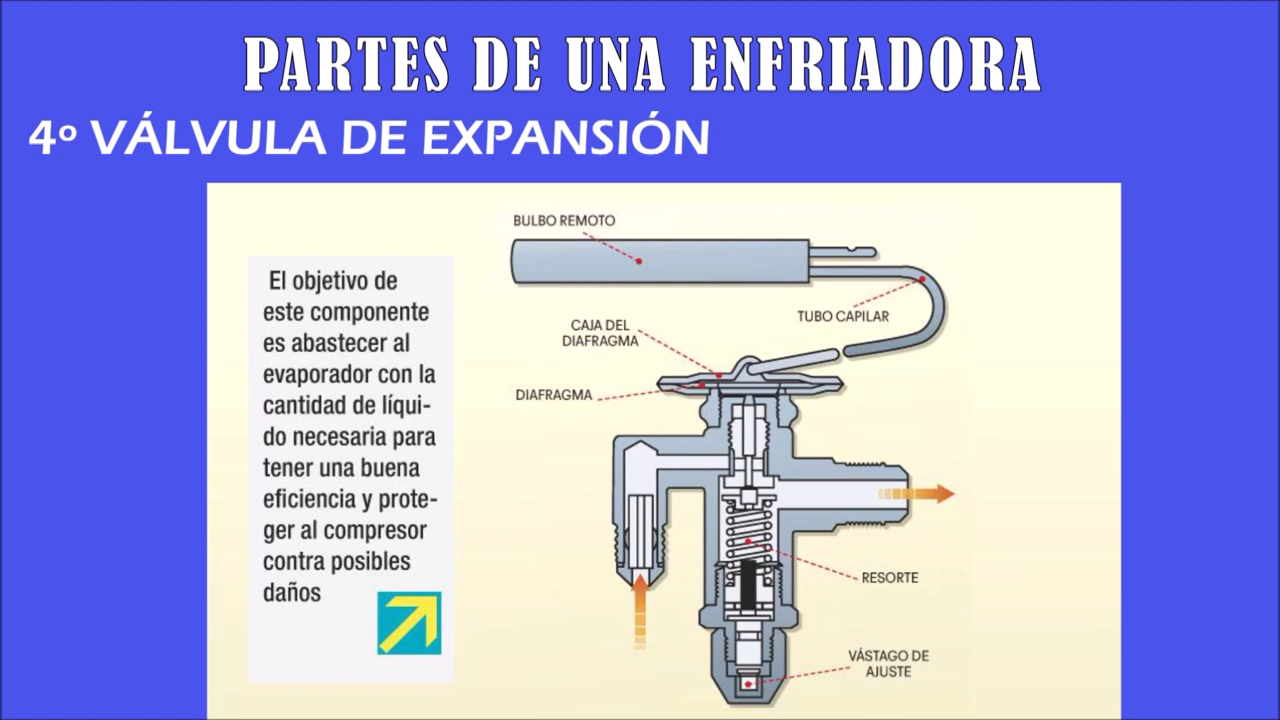 PARTES DE UNA ENFRIADORA
4º VÁLVULA DE EXPANSIÓN
El objetivo de
este componente
es abastecer al
evaporador con la
cantidad de líqui-
do necesaria para
tener una buena
eficiencia y prote-
ger al compresor
contra posibles
daños
BULBO REMOTO
TUBO CAPILAR
CAJA DEL
DIAFRAGMA
DIAFRAGMA
RESORTE
VÁSTAGO DE
AJUSTE